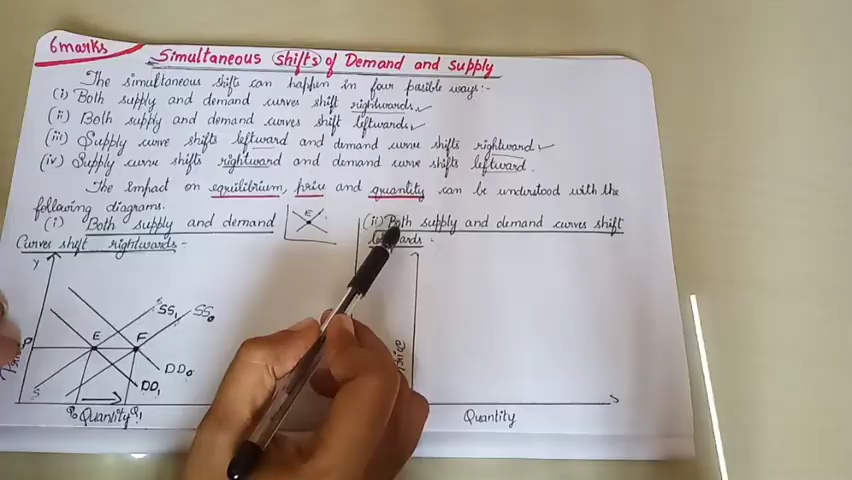 6marks
Simultaneous shifts of Demand and supply
The simultaneous shifts can happen in four posible ways:-
(i) Both supply and demand curves shift rightwards.
(ii) Both supply and demand curves shift leftwards.
(iii) Supply curve shifts leftward and demand curve shifts rightward
(iv) Supply curve shifts rightward and demand curve shifts leftward.
The impact on equilibrium, price and quantity can be understood with the
following diagrams.
(i) Both supply and demand
Curves shift rightwards:-
E
Y
SS1
SS0
E
F
P
DD0
DD1
S
Quantity
Q1
(ii) Both supply and demand curves shift
Quantity